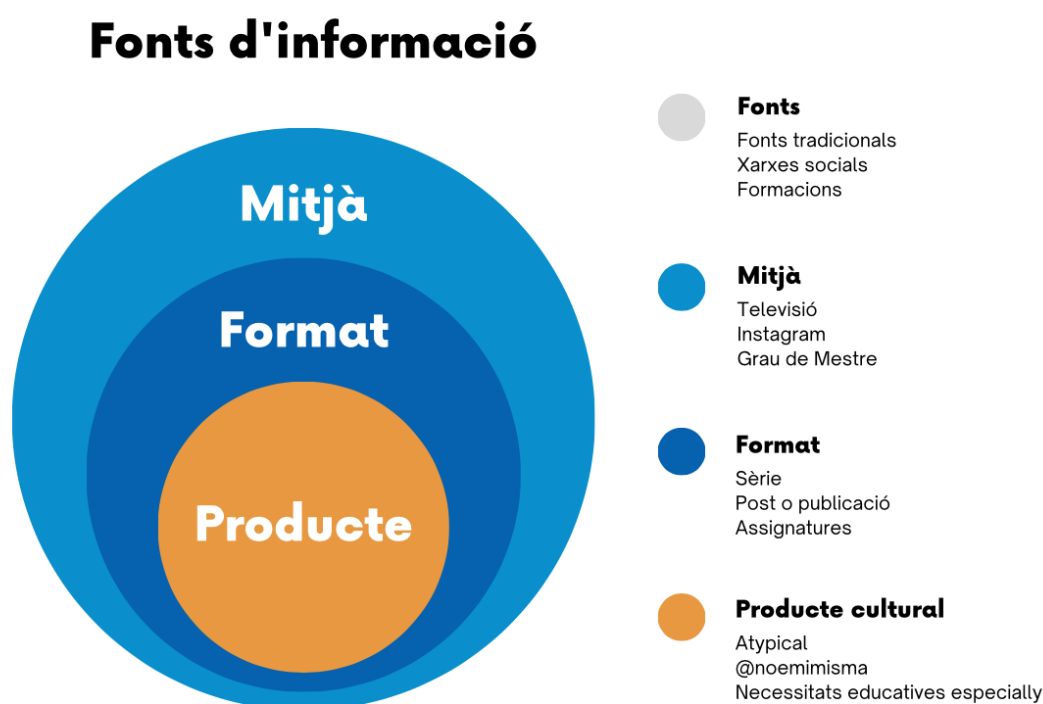 Fonts d'informació
Mitjà
Format
Producte
Fonts
Fonts tradicionals
Xarxes socials
Formacions
Mitjà
Televisió
Instagram
Grau de Mestre
Format
Sèrie
Post o publicació
Assignatures
Producte cultural
Atypical
@noemimisma
Necessitats educatives especially